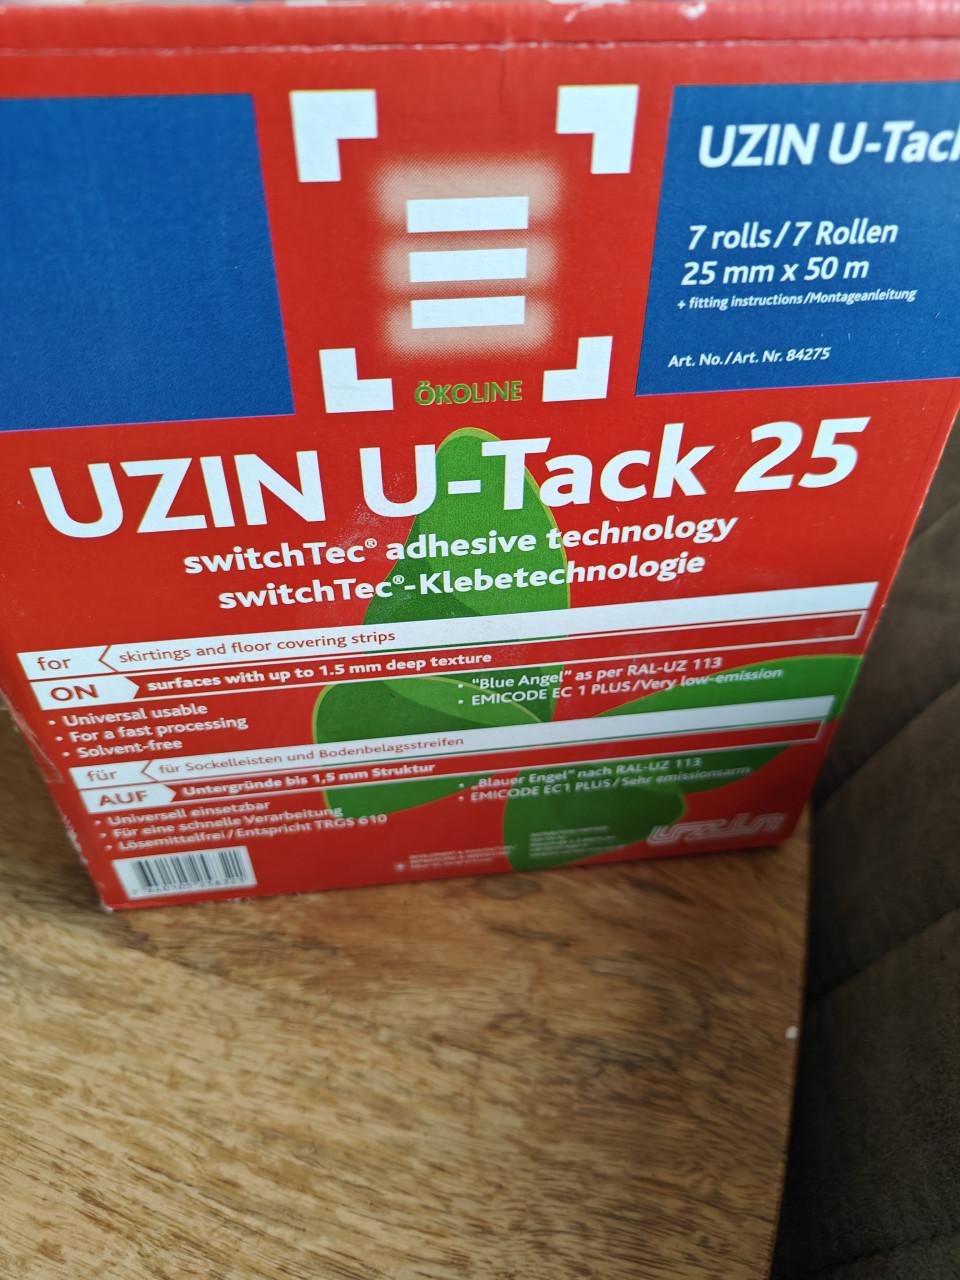 UZIN U-Tack
7 rolls/7 Rollen
25 mm x 50 m
+ fitting instructions/Montageanleitung
Art. No./Art. Nr. 84275
ÖKOLINE
UZIN U-Tack 25
switchTec® adhesive technology
switchTec®-Klebetechnologie
for skirtings and floor covering strips
ON surfaces with up to 1.5 mm deep texture
• Universal usable
• For a fast processing
• Solvent-free
• "Blue Angel" as per RAL-UZ 113
• EMICODE EC 1 PLUS/Very low-emission
für für Sockelleisten und Bodenbelagsstreifen
AUF Untergründe bis 1,5 mm Struktur
• Universell einsetzbar
• Für eine schnelle Verarbeitung
• Lösemittelfrei/Entspricht TRGS 610
• „Blauer Engel" nach RAL-UZ 113
• EMICODE EC1 PLUS/Sehr emissionsarm
UZIN